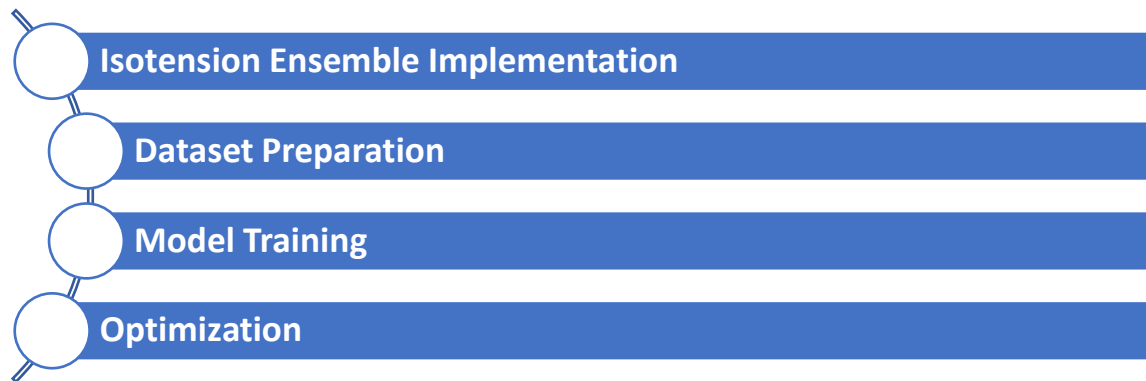 Isotension Ensemble Implementation
Dataset Preparation
Model Training
Optimization